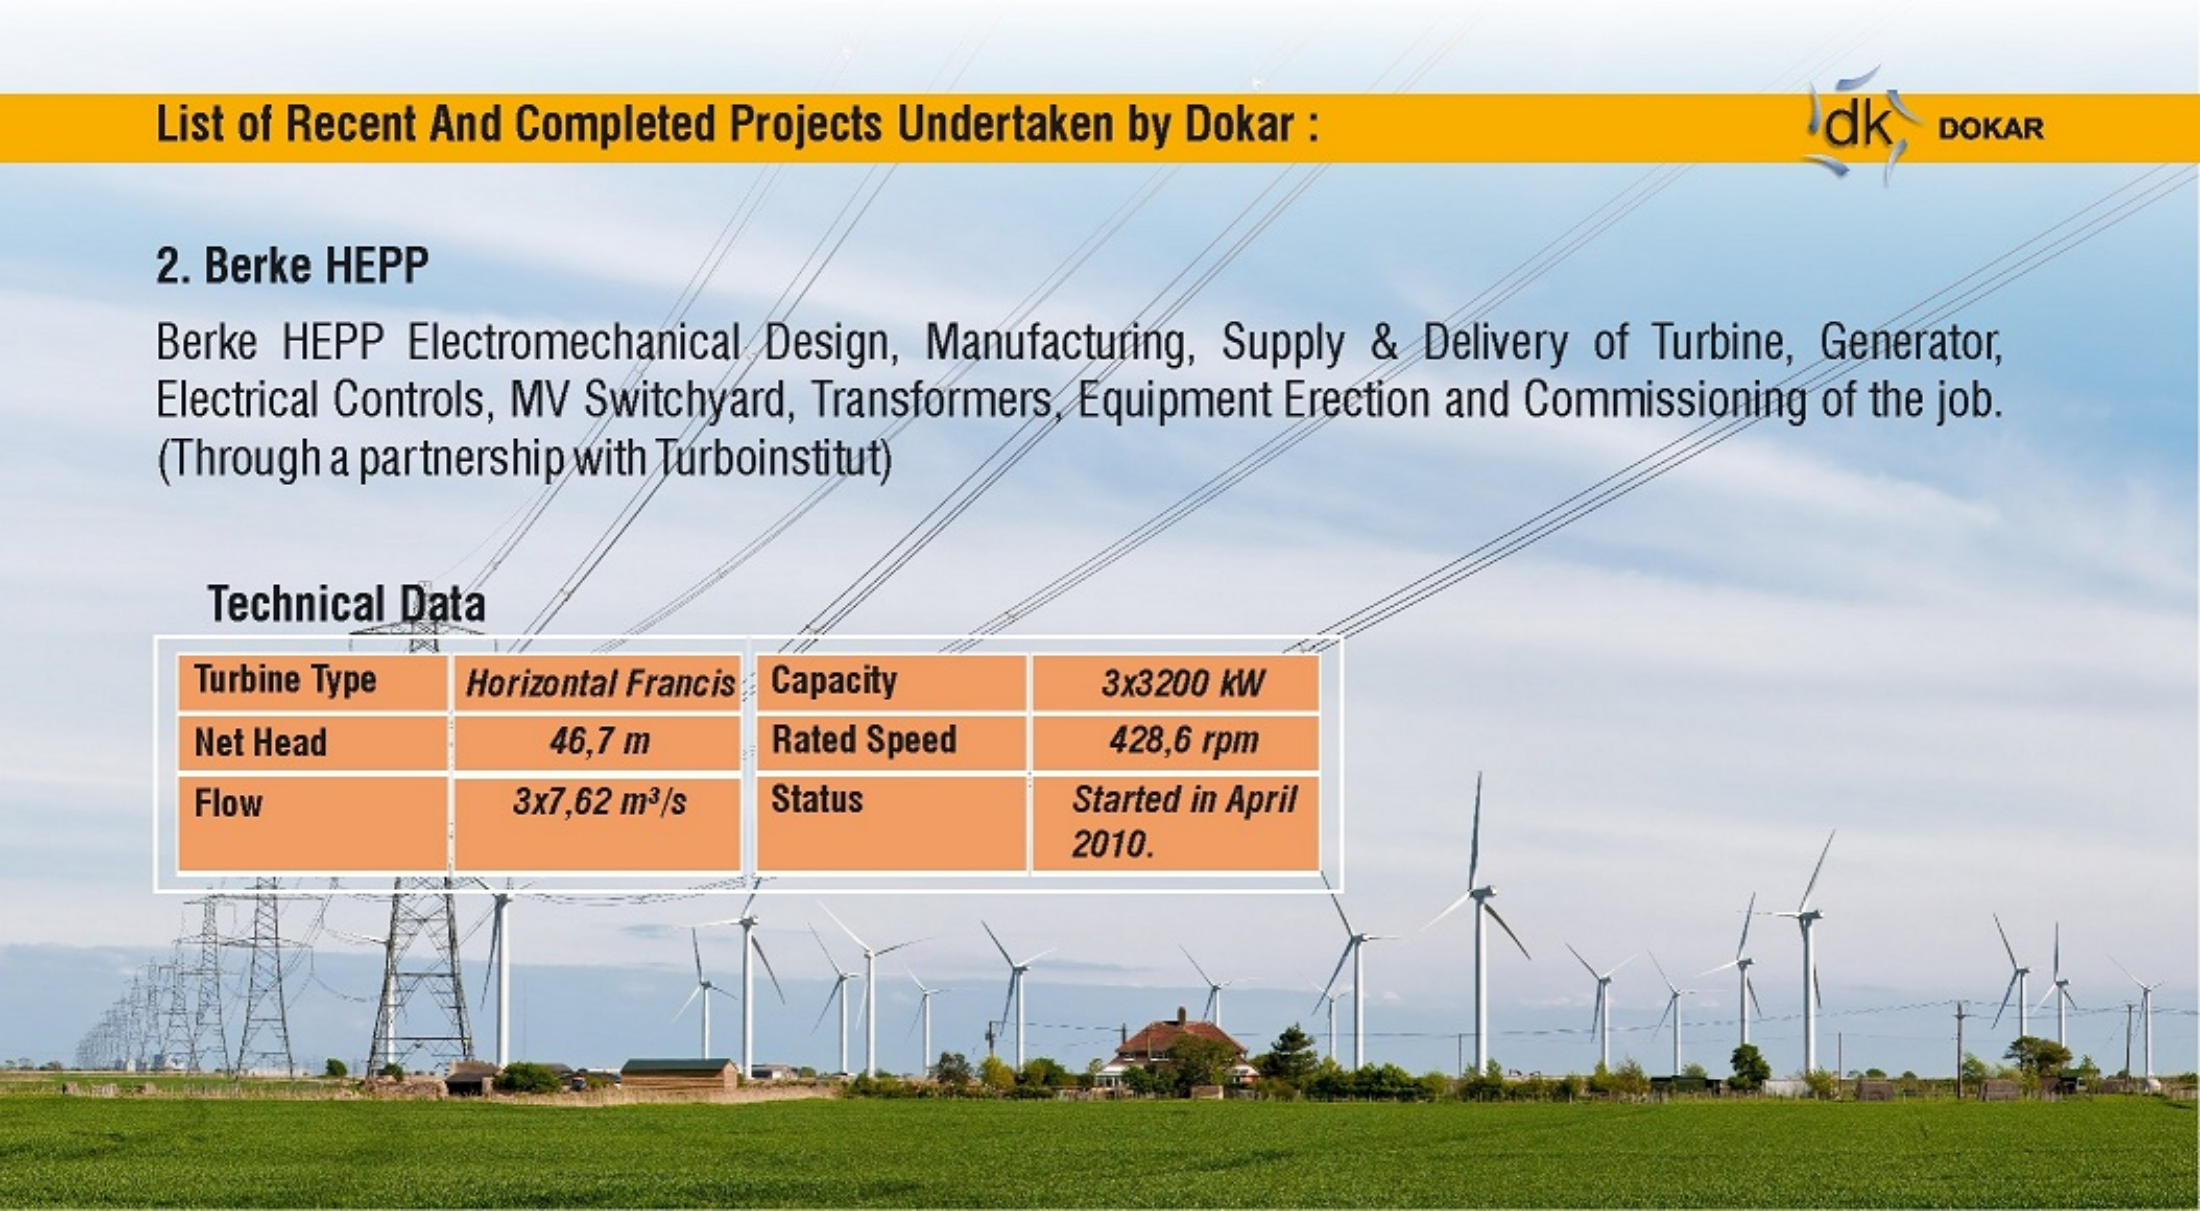 List of Recent And Completed Projects Undertaken by Dokar :
dk DOKAR
2. Berke HEPP
Berke HEPP Electromechanical Design, Manufacturing, Supply & Delivery of Turbine, Generator,
Electrical Controls, MV Switchyard, Transformers, Equipment Erection and Commissioning of the job.
(Through a partnership with Turboinstitut)
Technical Data
Turbine Type Horizontal Francis Capacity 3x3200 kW
Net Head 46,7 m Rated Speed 428,6 rpm
Flow 3x7,62 m³/s Status Started in April
2010.